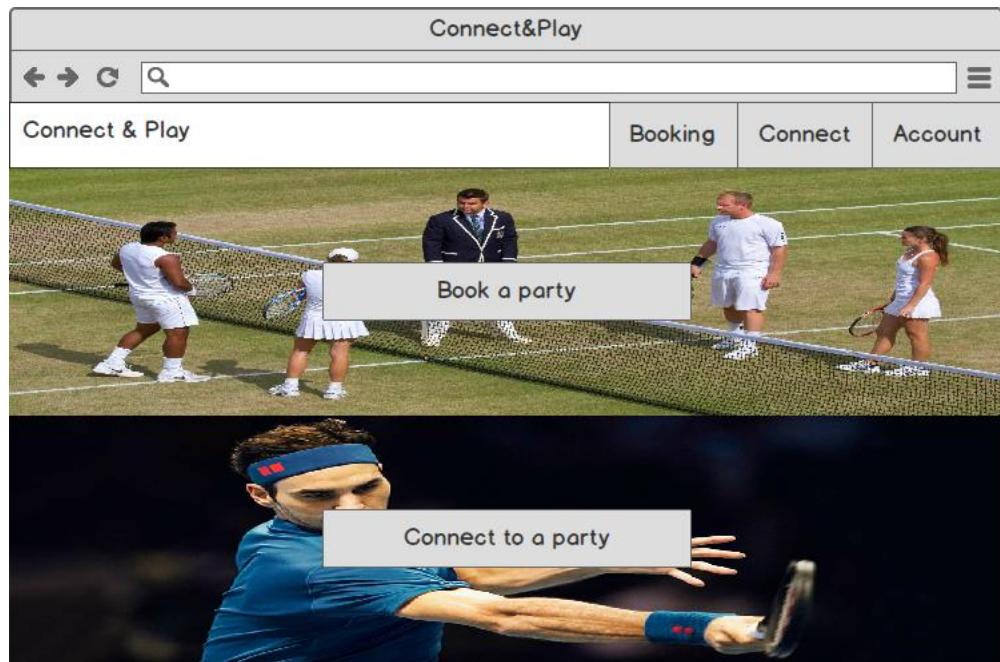 Connect&Play
Connect & Play
Booking
Connect
Account
Book a party
Connect to a party